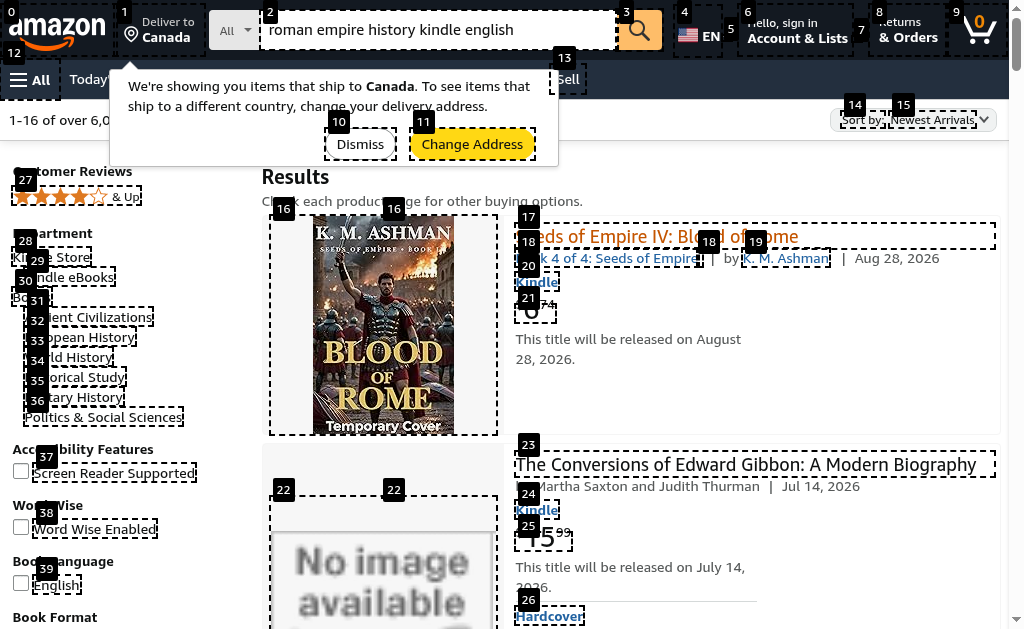 0
1
2
3
4
5
6
7
8
9
amazon
Deliver to
Canada
All
roman empire history kindle english
EN
Hello, sign in
Account & Lists
Returns
& Orders
0
12
All
Today'
13
Sell
We're showing you items that ship to Canada. To see items that
ship to a different country, change your delivery address.
10
Dismiss
11
Change Address
1-16 of over 6,0
14
15
Sort by: Newest Arrivals
Customer Reviews
27
& Up
Department
28
Kindle Store
29
Kindle eBooks
30
Books
31
Ancient Civilizations
32
European History
33
World History
34
Historical Study
35
Military History
36
Politics & Social Sciences
Accessibility Features
37
Screen Reader Supported
Word Wise
38
Word Wise Enabled
Book Language
39
English
Book Format
Results
Check each product page for other buying options.
16
16
K. M. ASHMAN
SEEDS OF EMPIRE • BOOK
BLOOD
OF
ROME
Temporary Cover
17
Seeds of Empire IV: Blood of Rome
18
18
19
Book 4 of 4: Seeds of Empire | by K. M. Ashman | Aug 28, 2026
20
Kindle
21
6 74
This title will be released on August
28, 2026.
22
22
No image
available
23
The Conversions of Edward Gibbon: A Modern Biography
by Martha Saxton and Judith Thurman | Jul 14, 2026
24
Kindle
25
15 99
This title will be released on July 14,
2026.
26
Hardcover